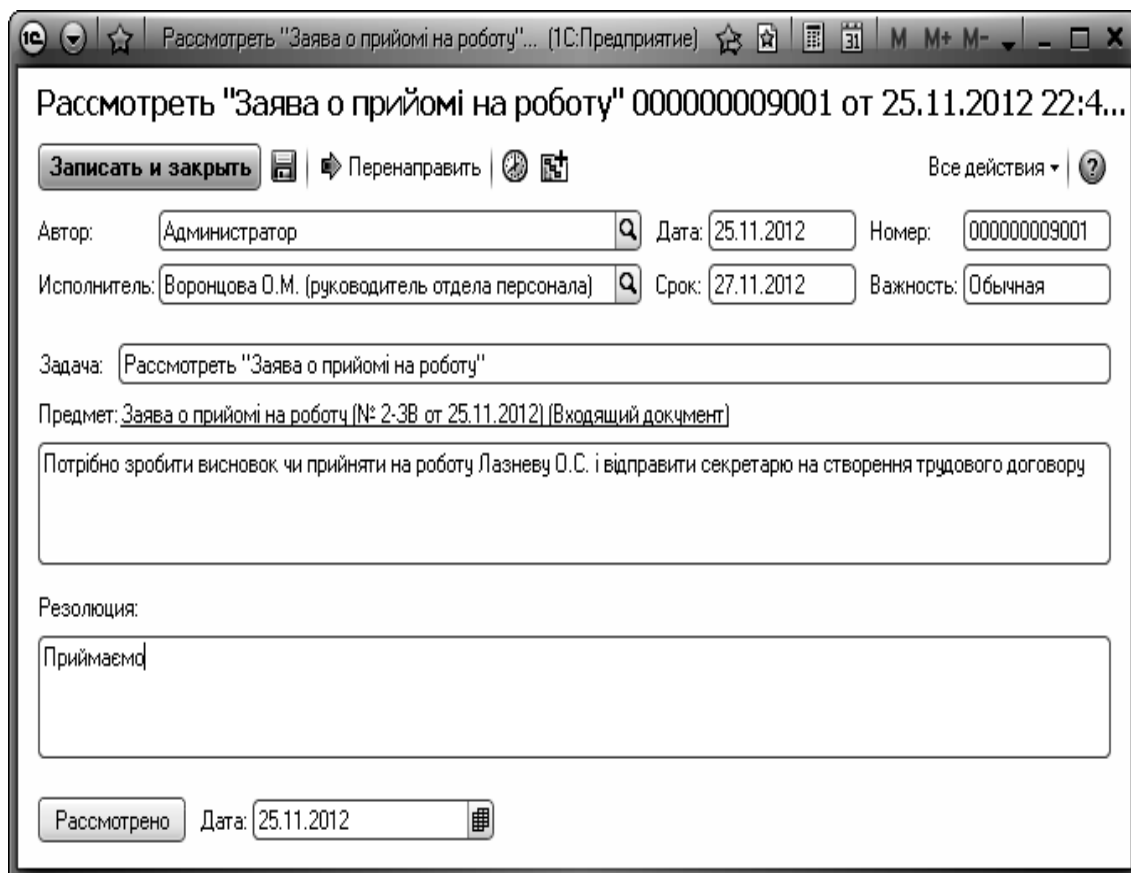 1С Рассмотреть "Заява о прийомі на роботу"... (1С:Предприятие) 31 M M+ M-
Рассмотреть "Заява о прийомі на роботу" 000000009001 от 25.11.2012 22:4...
Записать и закрыть Перенаправить Все действия ?
Автор: Администратор Дата: 25.11.2012 Номер: 000000009001
Исполнитель: Воронцова О.М. (руководитель отдела персонала) Срок: 27.11.2012 Важность: Обычная
Задача: Рассмотреть "Заява о прийомі на роботу"
Предмет: Заява о прийомі на роботу (№ 2-ЗВ от 25.11.2012) (Входящий документ)
Потрібно зробити висновок чи прийняти на роботу Лазневу О.С. і відправити секретарю на створення трудового договору
Резолюция:
Приймаємо
Рассмотрено Дата: 25.11.2012